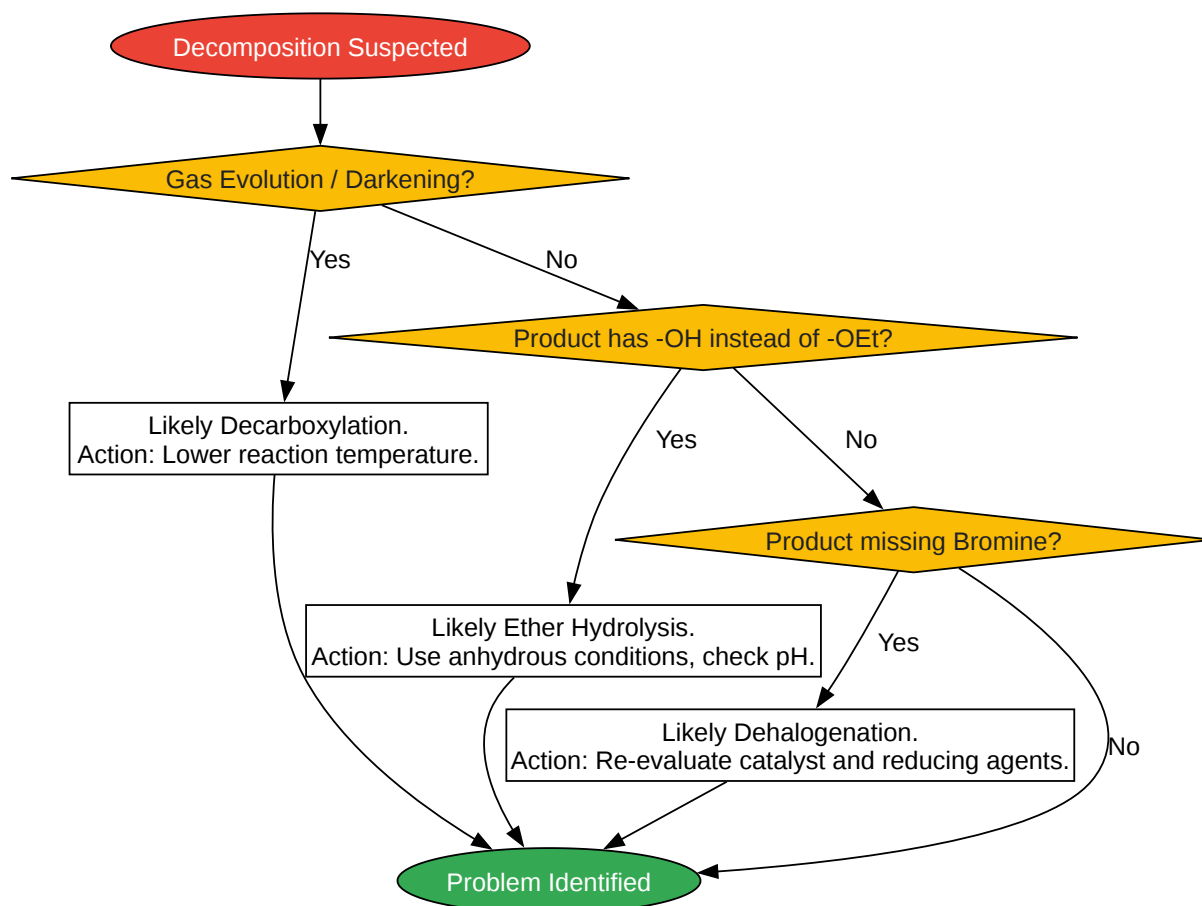 Decomposition Suspected
Gas Evolution / Darkening?
Yes
No
Product has -OH instead of -OEt?
Likely Decarboxylation.
Action: Lower reaction temperature.
Yes
No
Product missing Bromine?
Likely Ether Hydrolysis.
Action: Use anhydrous conditions, check pH.
Yes
Likely Dehalogenation.
Action: Re-evaluate catalyst and reducing agents.
No
Problem Identified